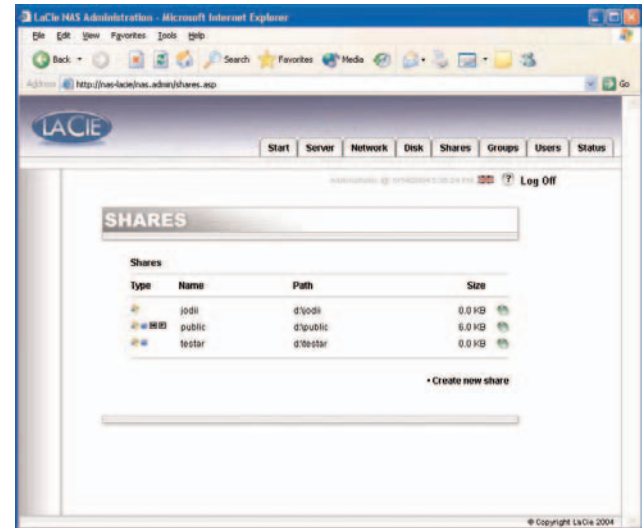 LaCie NAS Administration - Microsoft Internet Explorer
File Edit View Favorites Tools Help
Back Search Favorites Media
Address http://nas-lacie/nas.admin/shares.asp Go
LACIE
Start Server Network Disk Shares Groups Users Status
? Log Off
SHARES
Shares
Type Name Path Size
jodii d:\jodii 0.0 KB
public d:\public 6.0 KB
testar d:\testar 0.0 KB
• Create new share
© Copyright LaCie 2004